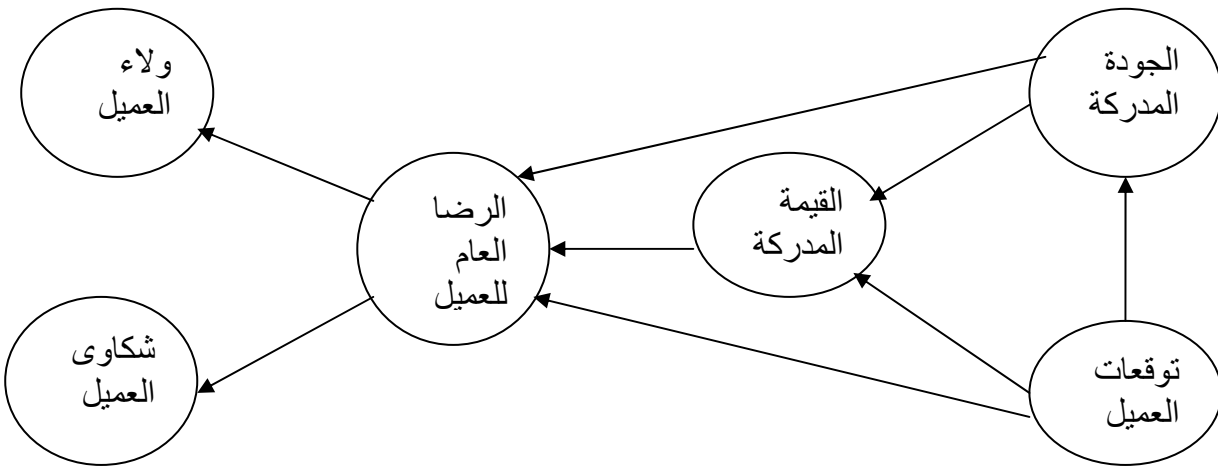 الجودة
المدركة
توقعات
العميل
القيمة
المدركة
الرضا
العام
للعميل
ولاء
العميل
شكاوى
العميل